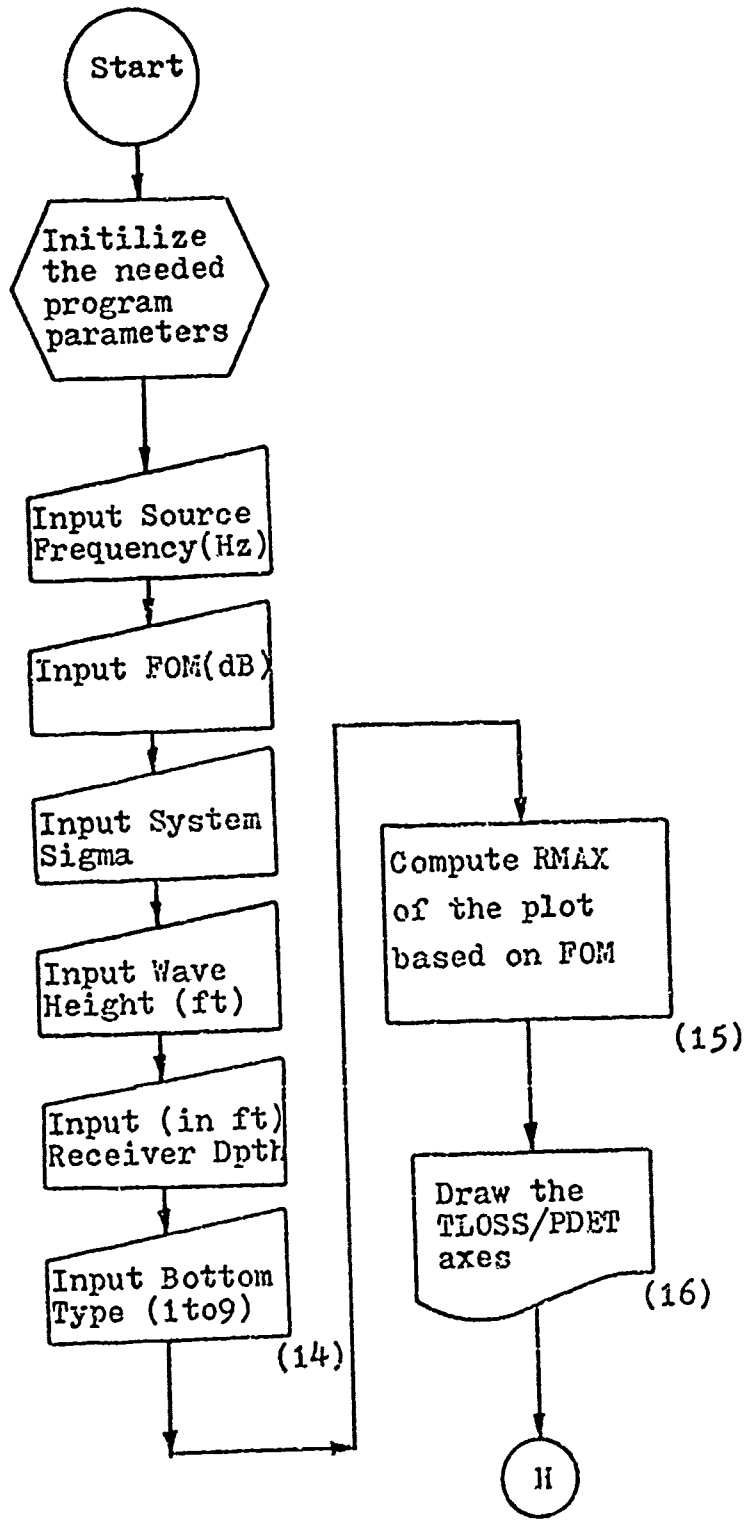 Start
Initilize
the needed
program
parameters
Input Source
Frequency(Hz)
Input FOM(dB)
Input System
Sigma
Input Wave
Height (ft)
Input (in ft)
Receiver Dpth
Input Bottom
Type (1to9)
(14)
Compute RMAX
of the plot
based on FOM
(15)
Draw the
TLOSS/PDET
axes
(16)
H